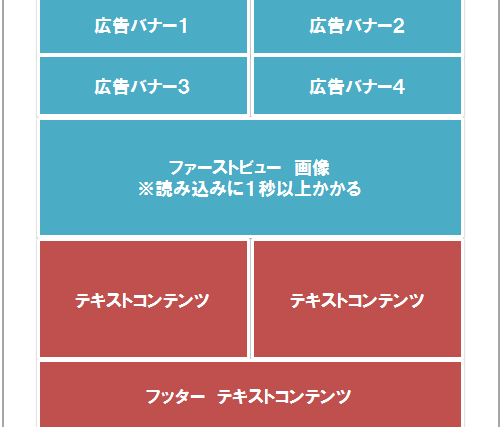 広告バナー1 広告バナー2
広告バナー3 広告バナー4
ファーストビュー 画像
※読み込みに1秒以上かかる
テキストコンテンツ テキストコンテンツ
フッター テキストコンテンツ